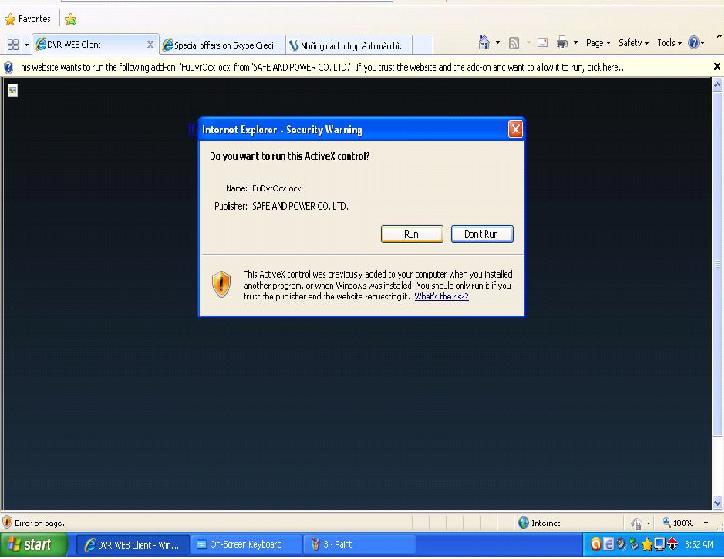 Favorites
DVR WEB Client
Special offers on Skype Credi
Page
Safety
Tools
This website wants to run the following add-on: 'FuDvrOcx.ocx' from 'SAFE AND POWER CO. LTD.'. If you trust the website and the add-on and want to allow it to run, click here...
Internet Explorer - Security Warning
Do you want to run this ActiveX control?
Name: FuDvrOcx.ocx
Publisher: SAFE AND POWER CO. LTD.
Run
Don't Run
This ActiveX control was previously added to your computer when you installed
another program, or when Windows was installed. You should only run it if you
trust the publisher and the website requesting it. What's the risk?
Error on page.
Internet
100%
start
DVR WEB Client - Win...
On-Screen Keyboard
3 - Paint
8:52 AM